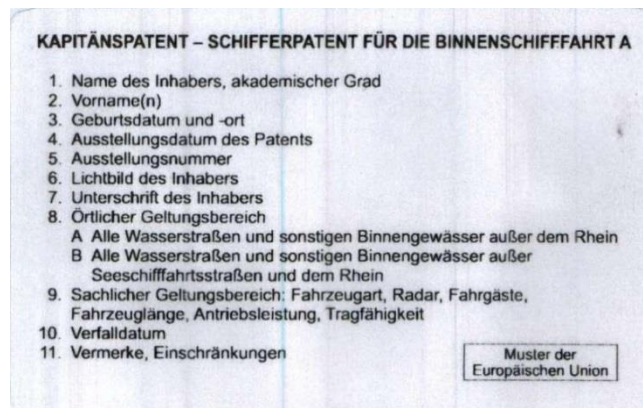 KAPITÄNSPATENT – SCHIFFERPATENT FÜR DIE BINNENSCHIFFFAHRT A
1. Name des Inhabers, akademischer Grad
2. Vorname(n)
3. Geburtsdatum und -ort
4. Ausstellungsdatum des Patents
5. Ausstellungsnummer
6. Lichtbild des Inhabers
7. Unterschrift des Inhabers
8. Örtlicher Geltungsbereich
A Alle Wasserstraßen und sonstigen Binnengewässer außer dem Rhein
B Alle Wasserstraßen und sonstigen Binnengewässer außer
Seeschifffahrtsstraßen und dem Rhein
9. Sachlicher Geltungsbereich: Fahrzeugart, Radar, Fahrgäste,
Fahrzeuglänge, Antriebsleistung, Tragfähigkeit
10. Verfalldatum
11. Vermerke, Einschränkungen
Muster der
Europäischen Union